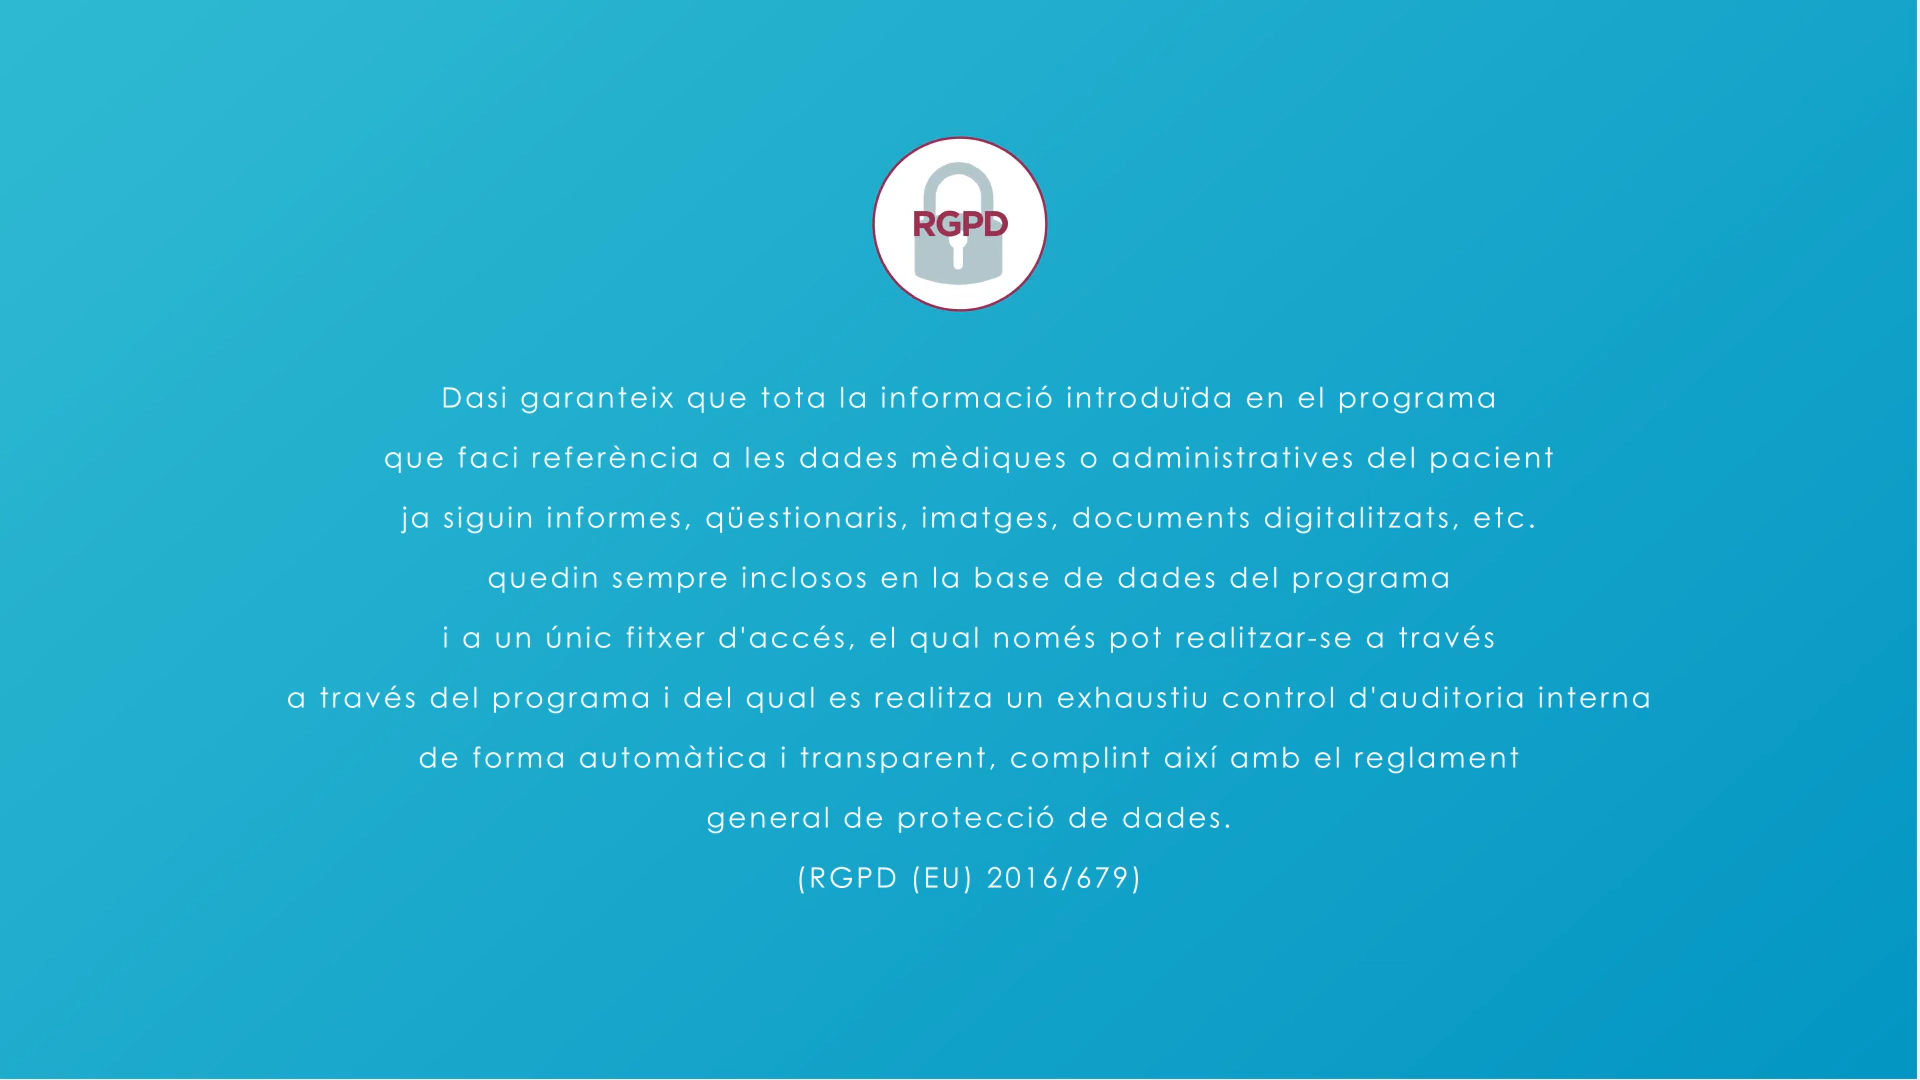 RGPD
Dasi garanteix que tota la informació introduïda en el programa
que faci referència a les dades mèdiques o administratives del pacient
ja siguin informes, qüestionaris, imatges, documents digitalitzats, etc.
quedin sempre inclosos en la base de dades del programa
i a un únic fitxer d'accés, el qual només pot realitzar-se a través
a través del programa i del qual es realitza un exhaustiu control d'auditoria interna
de forma automàtica i transparent, complint així amb el reglament
general de protecció de dades.
(RGPD (EU) 2016/679)